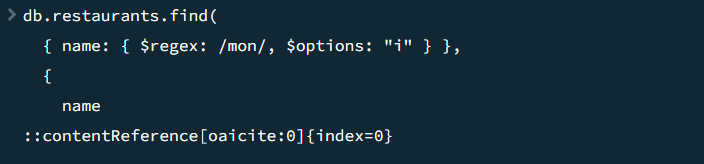 > db.restaurants.find(
{ name: { $regex: /mon/, $options: "i" } },
{
name
::contentReference[oaicite:0]{index=0}